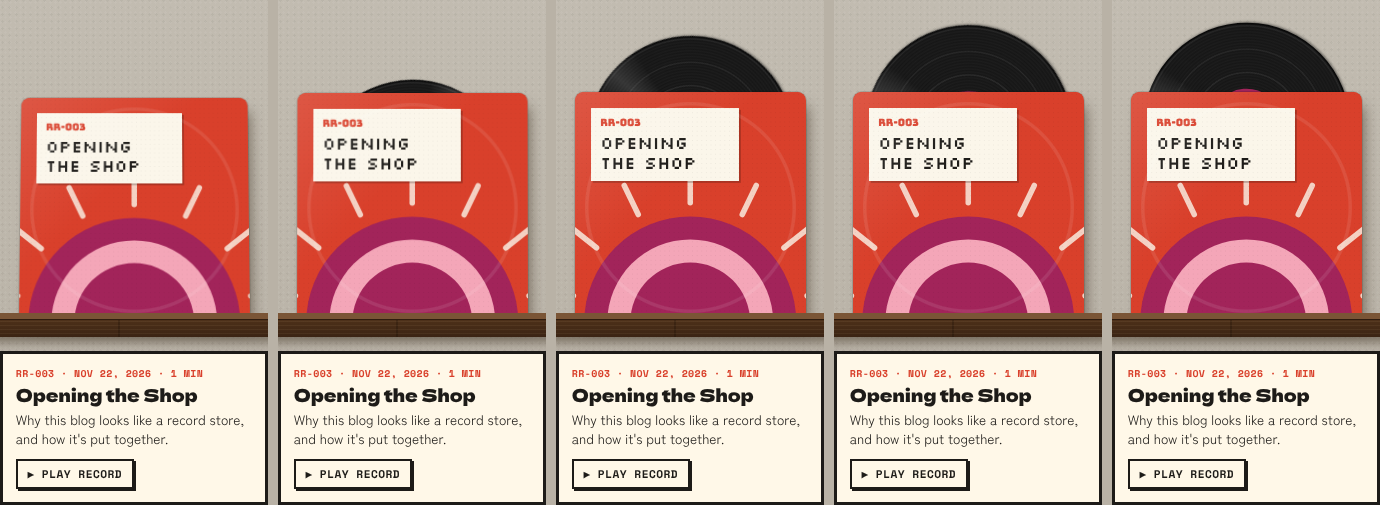 RR-003
OPENING
THE SHOP
RR-003
OPENING
THE SHOP
RR-003
OPENING
THE SHOP
RR-003
OPENING
THE SHOP
RR-003
OPENING
THE SHOP
RR-003 · NOV 22, 2026 · 1 MIN
Opening the Shop
Why this blog looks like a record store,
and how it's put together.
▶ PLAY RECORD
RR-003 · NOV 22, 2026 · 1 MIN
Opening the Shop
Why this blog looks like a record store,
and how it's put together.
▶ PLAY RECORD
RR-003 · NOV 22, 2026 · 1 MIN
Opening the Shop
Why this blog looks like a record store,
and how it's put together.
▶ PLAY RECORD
RR-003 · NOV 22, 2026 · 1 MIN
Opening the Shop
Why this blog looks like a record store,
and how it's put together.
▶ PLAY RECORD
RR-003 · NOV 22, 2026 · 1 MIN
Opening the Shop
Why this blog looks like a record store,
and how it's put together.
▶ PLAY RECORD